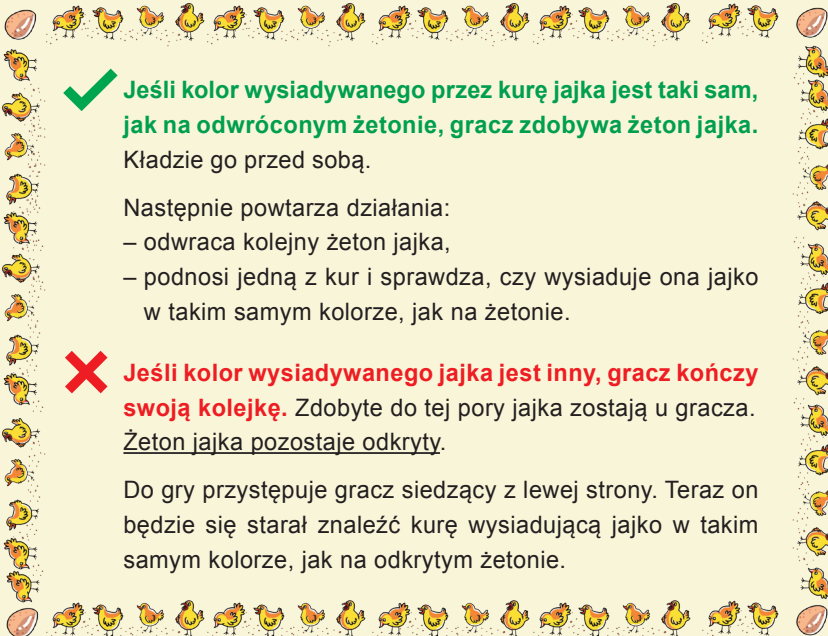 Jeśli kolor wysiadywanego przez kurę jajka jest taki sam,
jak na odwróconym żetonie, gracz zdobywa żeton jajka.
Kładzie go przed sobą.
Następnie powtarza działania:
– odwraca kolejny żeton jajka,
– podnosi jedną z kur i sprawdza, czy wysiaduje ona jajko
w takim samym kolorze, jak na żetonie.
Jeśli kolor wysiadywanego jajka jest inny, gracz kończy
swoją kolejkę. Zdobyte do tej pory jajka zostają u gracza.
Żeton jajka pozostaje odkryty.
Do gry przystępuje gracz siedzący z lewej strony. Teraz on
będzie się starał znaleźć kurę wysiadującą jajko w takim
samym kolorze, jak na odkrytym żetonie.